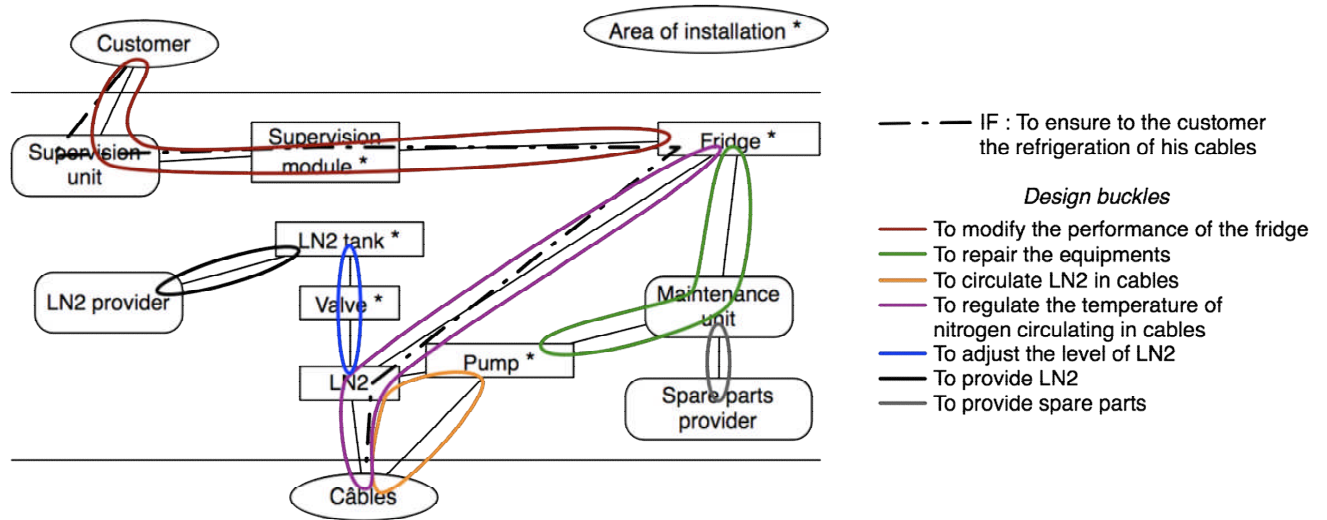 Customer
Area of installation *
Supervision
unit
Supervision
module *
Fridge *
LN2 tank *
LN2 provider
Valve *
Maintenance
unit
Pump *
LN2
Spare parts
provider
Câbles
IF : To ensure to the customer
the refrigeration of his cables
Design buckles
To modify the performance of the fridge
To repair the equipments
To circulate LN2 in cables
To regulate the temperature of
nitrogen circulating in cables
To adjust the level of LN2
To provide LN2
To provide spare parts